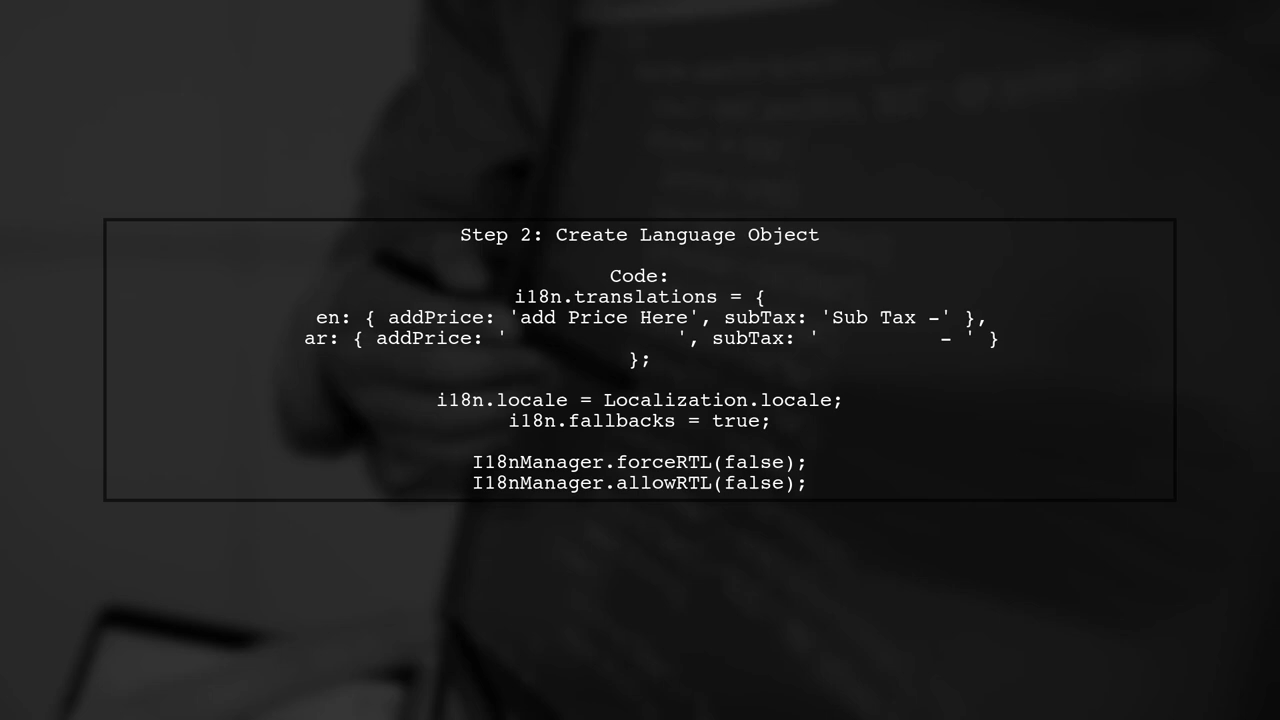 Step 2: Create Language Object
Code:
i18n.translations = {
en: { addPrice: 'add Price Here', subTax: 'Sub Tax -' },
ar: { addPrice: '              ', subTax: '          - ' }
};
i18n.locale = Localization.locale;
i18n.fallbacks = true;
I18nManager.forceRTL(false);
I18nManager.allowRTL(false);